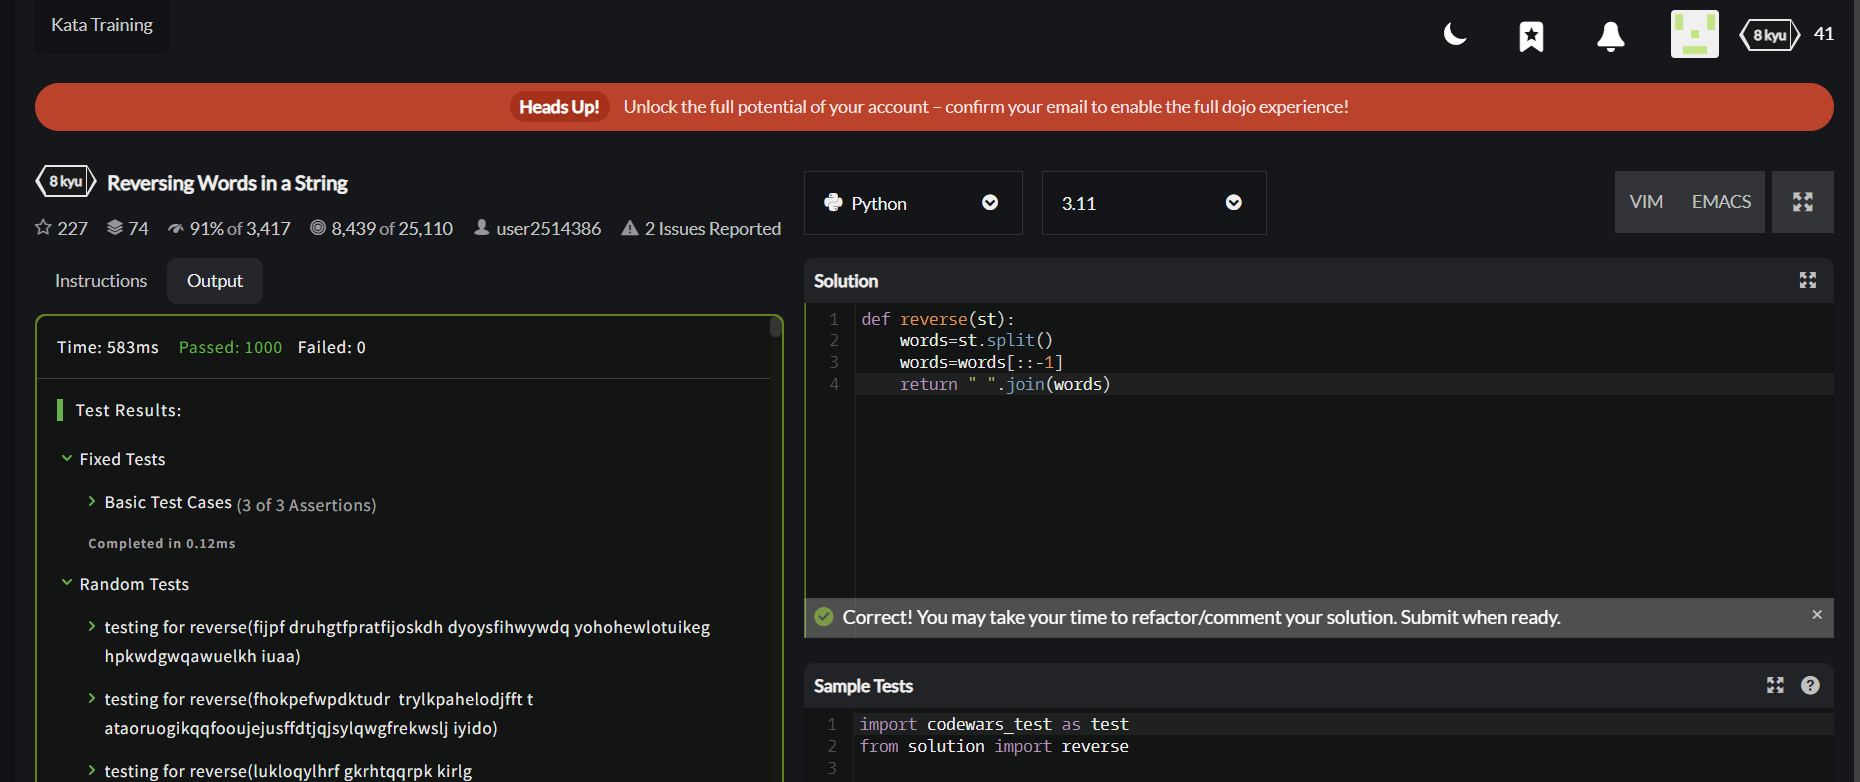 Kata Training
8 kyu 41
Heads Up! Unlock the full potential of your account – confirm your email to enable the full dojo experience!
8 kyu Reversing Words in a String
227 74 91% of 3,417 8,439 of 25,110 user2514386 2 Issues Reported
Instructions Output
Time: 583ms Passed: 1000 Failed: 0
Test Results:
Fixed Tests
Basic Test Cases (3 of 3 Assertions)
Completed in 0.12ms
Random Tests
testing for reverse(fijpf druhgtfpratfijoskdh dyoysfihwywdq yohohewlotuikeg
hpkwdgwqawuelkh iuaa)
testing for reverse(fhokpefwpdktudr  trylkpahelodjfft t
ataoruogikqqfooujejusffdtjqjsylqwgfrekwslj iyido)
testing for reverse(lukloqylhrf gkrhtqqrpk kirlg
Python 3.11 VIM EMACS
Solution
1 def reverse(st):
2     words=st.split()
3     words=words[::-1]
4     return " ".join(words)
Correct! You may take your time to refactor/comment your solution. Submit when ready. ×
Sample Tests ?
1 import codewars_test as test
2 from solution import reverse
3